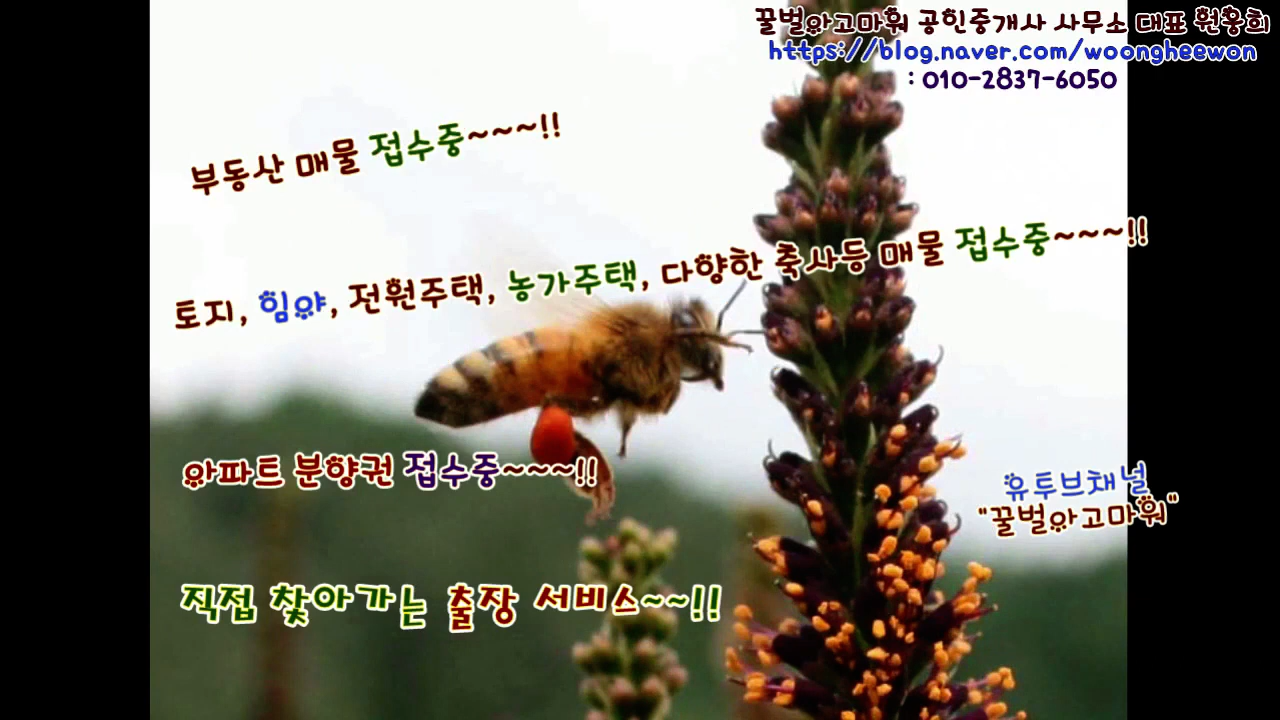 꿀벌아고마워 공인중개사 사무소 대표 원웅희
https://blog.naver.com/woongheewon
: 010-2837-6050
부동산 매물 접수중~~~!!
토지, 임야, 전원주택, 농가주택, 다양한 축사등 매물 접수중~~~!!
아파트 분양권 접수중~~~!!
유투브채널
"꿀벌아고마워"
직접 찾아가는 출장 서비스~~!!